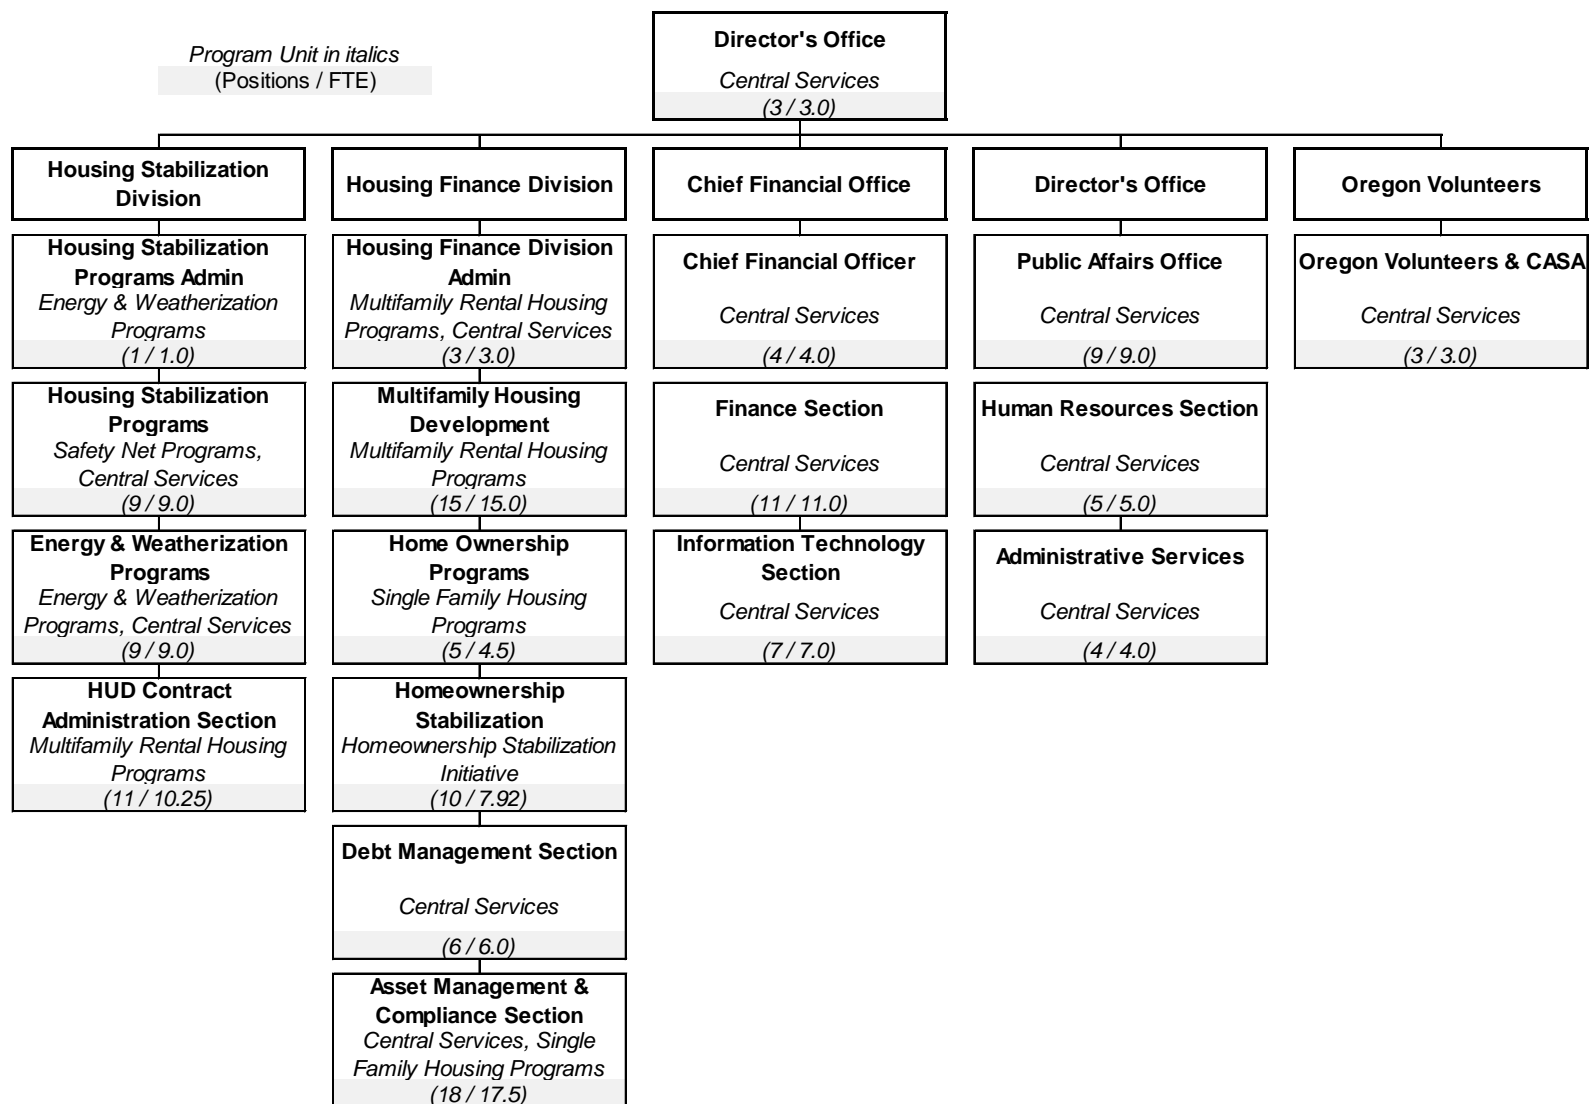 Program Unit in italics
(Positions / FTE)
Director's Office
Central Services
(3 / 3.0)
Housing Stabilization
Division
Housing Stabilization
Programs Admin
Energy & Weatherization
Programs
(1 / 1.0)
Housing Stabilization
Programs
Safety Net Programs,
Central Services
(9 / 9.0)
Energy & Weatherization
Programs
Energy & Weatherization
Programs, Central Services
(9 / 9.0)
HUD Contract
Administration Section
Multifamily Rental Housing
Programs
(11 / 10.25)
Housing Finance Division
Housing Finance Division
Admin
Multifamily Rental Housing
Programs, Central Services
(3 / 3.0)
Multifamily Housing
Development
Multifamily Rental Housing
Programs
(15 / 15.0)
Home Ownership
Programs
Single Family Housing
Programs
(5 / 4.5)
Homeownership
Stabilization
Homeownership Stabilization
Initiative
(10 / 7.92)
Debt Management Section
Central Services
(6 / 6.0)
Asset Management &
Compliance Section
Central Services, Single
Family Housing Programs
(18 / 17.5)
Chief Financial Office
Chief Financial Officer
Central Services
(4 / 4.0)
Finance Section
Central Services
(11 / 11.0)
Information Technology
Section
Central Services
(7 / 7.0)
Director's Office
Public Affairs Office
Central Services
(9 / 9.0)
Human Resources Section
Central Services
(5 / 5.0)
Administrative Services
Central Services
(4 / 4.0)
Oregon Volunteers
Oregon Volunteers & CASA
Central Services
(3 / 3.0)